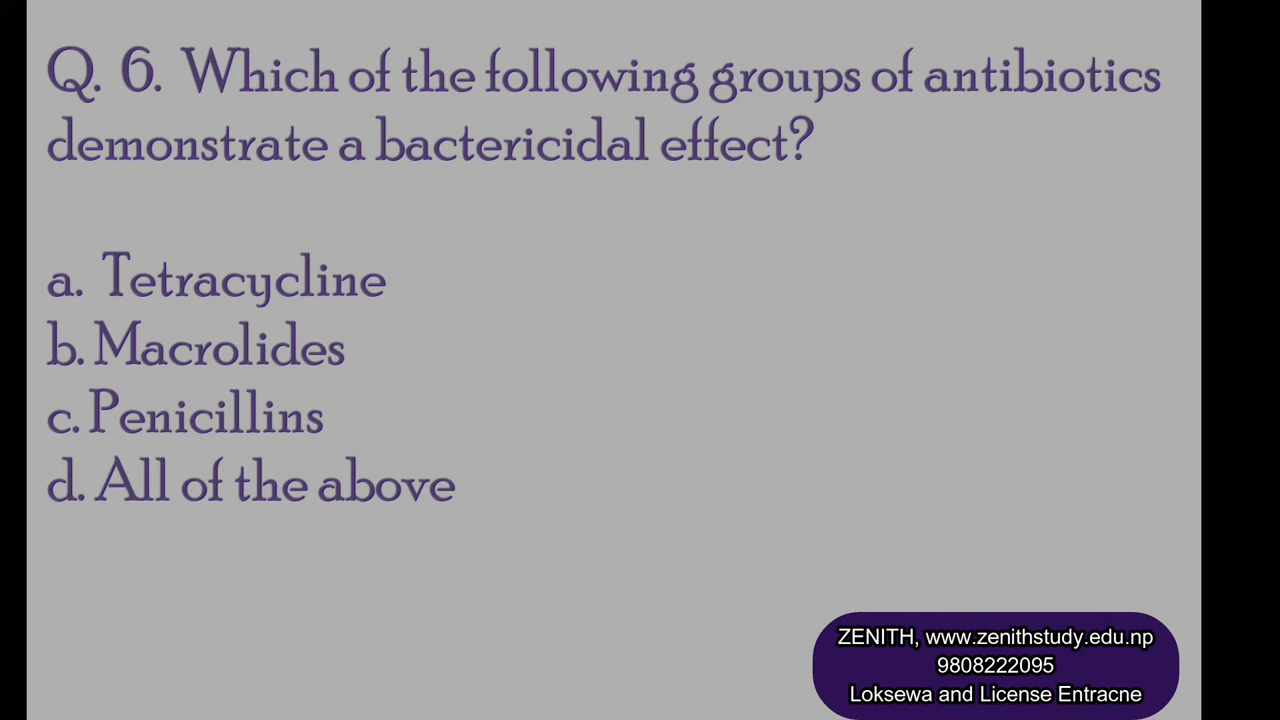 Q. 6. Which of the following groups of antibiotics
demonstrate a bactericidal effect?
a. Tetracycline
b. Macrolides
c. Penicillins
d. All of the above
ZENITH, www.zenithstudy.edu.np
9808222095
Loksewa and License Entracne